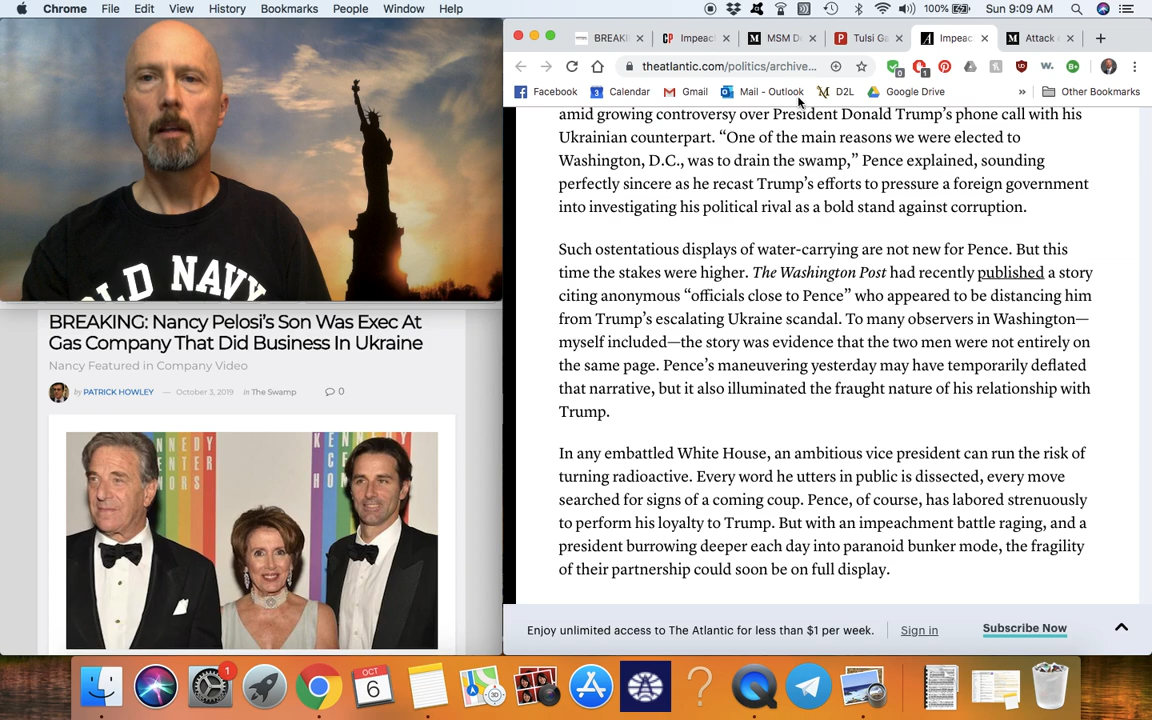 Chrome File Edit View History Bookmarks People Window Help 100% Sun 9:09 AM
BREAKI Impeac MSM D Tulsi Ga Impeac Attack
theatlantic.com/politics/archive...
Facebook Calendar Gmail Mail - Outlook D2L Google Drive » Other Bookmarks
OLD NAVY
BREAKING: Nancy Pelosi's Son Was Exec At
Gas Company That Did Business In Ukraine
Nancy Featured in Company Video
by PATRICK HOWLEY — October 3, 2019 in The Swamp 0
amid growing controversy over President Donald Trump's phone call with his
Ukrainian counterpart. “One of the main reasons we were elected to
Washington, D.C., was to drain the swamp,” Pence explained, sounding
perfectly sincere as he recast Trump's efforts to pressure a foreign government
into investigating his political rival as a bold stand against corruption.
Such ostentatious displays of water-carrying are not new for Pence. But this
time the stakes were higher. The Washington Post had recently published a story
citing anonymous “officials close to Pence” who appeared to be distancing him
from Trump's escalating Ukraine scandal. To many observers in Washington—
myself included—the story was evidence that the two men were not entirely on
the same page. Pence's maneuvering yesterday may have temporarily deflated
that narrative, but it also illuminated the fraught nature of his relationship with
Trump.
In any embattled White House, an ambitious vice president can run the risk of
turning radioactive. Every word he utters in public is dissected, every move
searched for signs of a coming coup. Pence, of course, has labored strenuously
to perform his loyalty to Trump. But with an impeachment battle raging, and a
president burrowing deeper each day into paranoid bunker mode, the fragility
of their partnership could soon be on full display.
Enjoy unlimited access to The Atlantic for less than $1 per week. Sign in Subscribe Now
1
OCT
6
3D